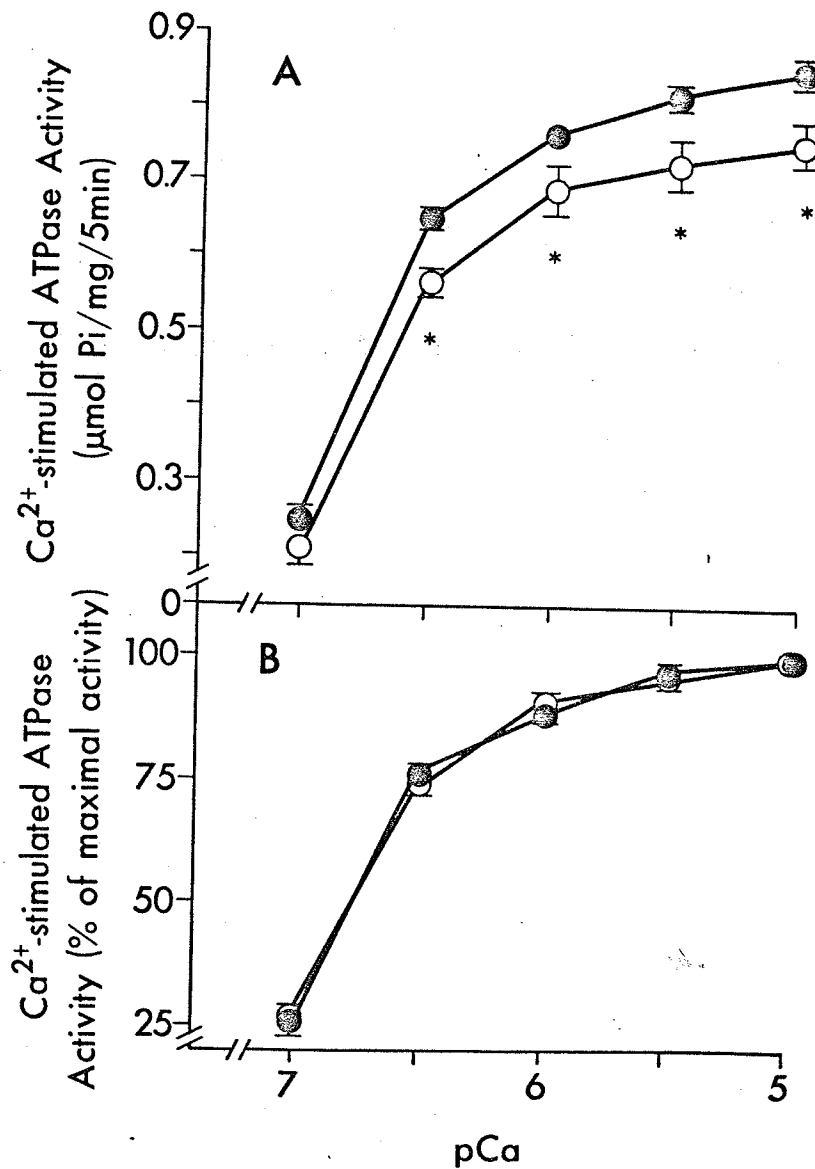 A
Ca2+-stimulated ATPase Activity
(μmol Pi/mg/5min)
0.9
0.7
0.5
0.3
0
*
*
*
*
B
Ca2+-stimulated ATPase
Activity (% of maximal activity)
100
75
50
25
7
6
5
pCa